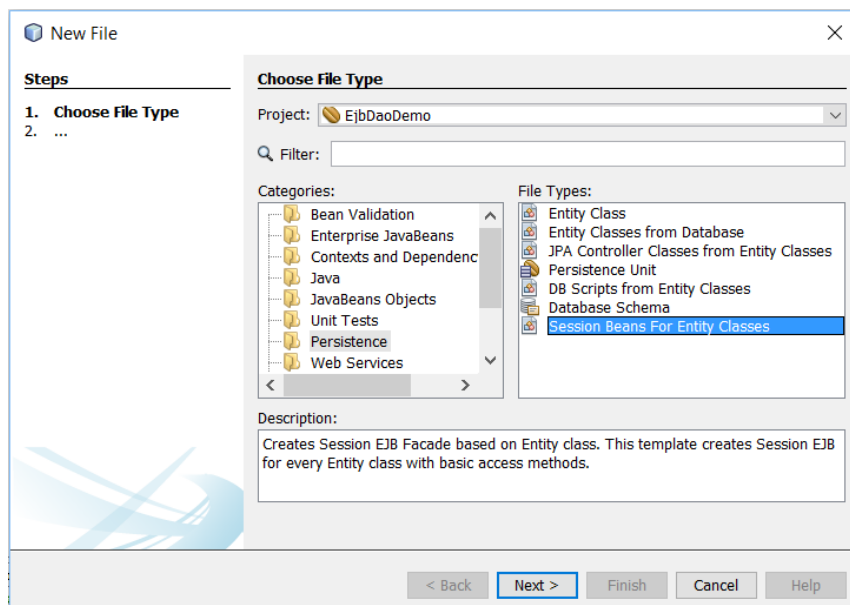 New File
Steps
1. Choose File Type
2. ...
Choose File Type
Project: EjbDaoDemo
Filter:
Categories:
Bean Validation
Enterprise JavaBeans
Contexts and Dependenc
Java
JavaBeans Objects
Unit Tests
Persistence
Web Services
File Types:
Entity Class
Entity Classes from Database
JPA Controller Classes from Entity Classes
Persistence Unit
DB Scripts from Entity Classes
Database Schema
Session Beans For Entity Classes
Description:
Creates Session EJB Facade based on Entity class. This template creates Session EJB
for every Entity class with basic access methods.
< Back Next > Finish Cancel Help